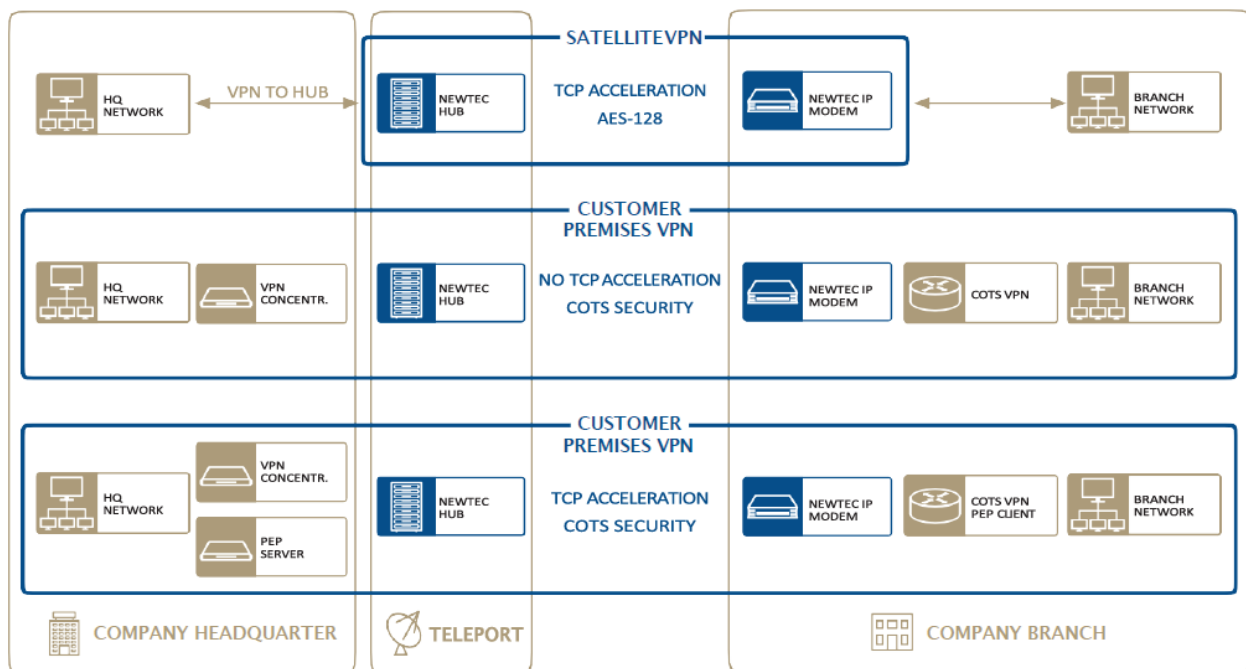 SATELLITEVPN
HQ
NETWORK
VPN TO HUB
NEWTEC
HUB
TCP ACCELERATION
AES-128
NEWTEC IP
MODEM
BRANCH
NETWORK
CUSTOMER
PREMISES VPN
HQ
NETWORK
VPN
CONCENTR.
NEWTEC
HUB
NO TCP ACCELERATION
COTS SECURITY
NEWTEC IP
MODEM
COTS VPN
BRANCH
NETWORK
CUSTOMER
PREMISES VPN
HQ
NETWORK
VPN
CONCENTR.
PEP
SERVER
NEWTEC
HUB
TCP ACCELERATION
COTS SECURITY
NEWTEC IP
MODEM
COTS VPN
PEP CLIENT
BRANCH
NETWORK
COMPANY HEADQUARTER
TELEPORT
COMPANY BRANCH